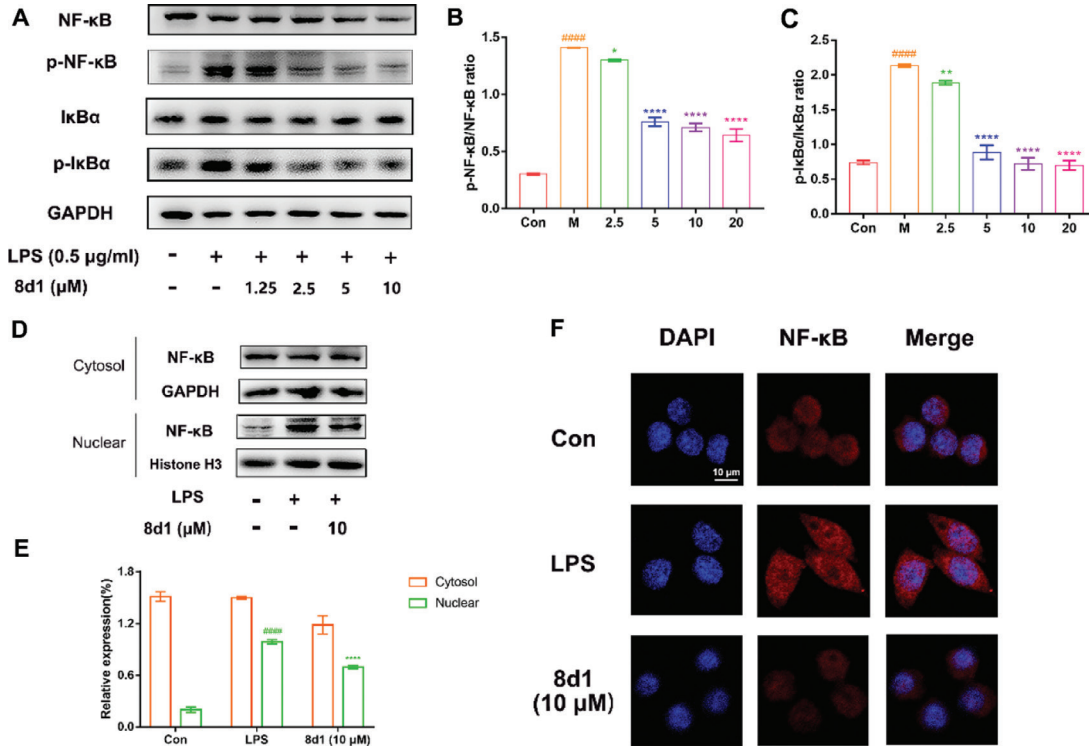 A
NF-κB
p-NF-κB
IκBα
p-IκBα
GAPDH
LPS (0.5 μg/ml) - + + + + +
8d1 (μM) - - 1.25 2.5 5 10
B
p-NF-κB/NF-κB ratio
1.5
1.0
0.5
0.0
####
*
****
****
****
Con M 2.5 5 10 20
C
p-IκBα/IκBα ratio
2.5
2.0
1.5
1.0
0.5
0.0
####
**
****
****
****
Con M 2.5 5 10 20
D
Cytosol
NF-κB
GAPDH
Nuclear
NF-κB
Histone H3
LPS - + +
8d1 (μM) - - 10
E
Relative expression(%)
1.8
1.2
0.6
0.0
####
****
Con LPS 8d1 (10 μM)
Cytosol
Nuclear
F
DAPI NF-κB Merge
Con
10 μm
LPS
8d1
(10 μM)